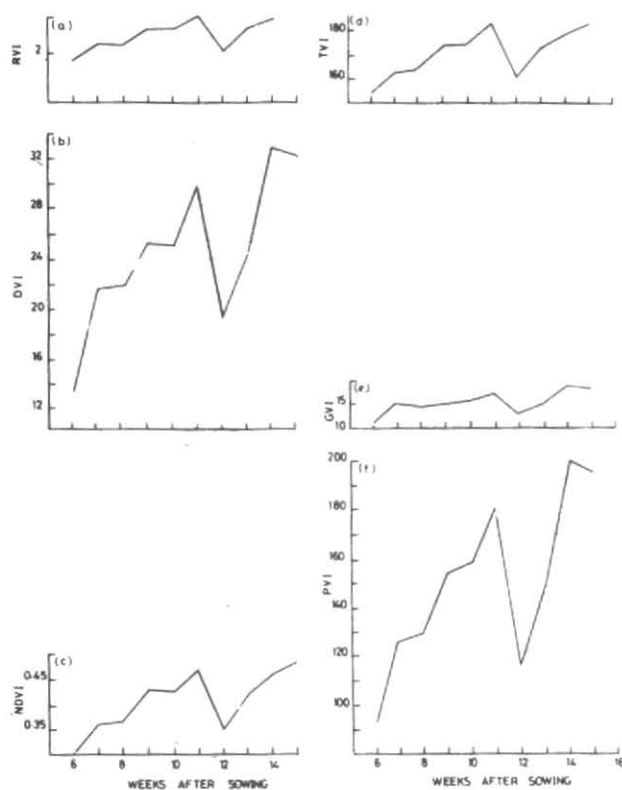 (a)
RVI
2
(d)
TVI
180
160
(b)
DVI
32
28
24
20
14
12
(e)
GVI
15
10
(f)
PVI
200
180
160
140
120
100
(c)
NDVI
0.45
0.35
6 8 10 12 14
WEEKS AFTER SOWING
6 8 10 12 14 16
WEEKS AFTER SOWING